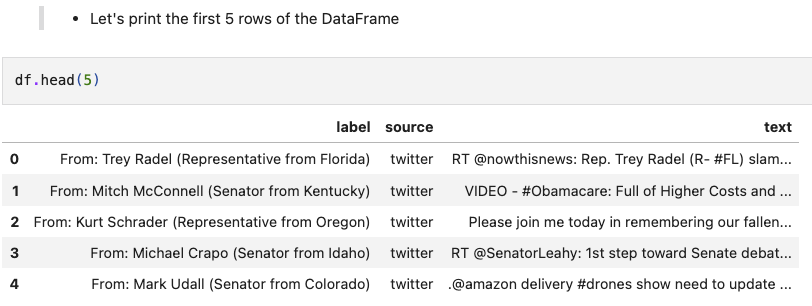 • Let's print the first 5 rows of the DataFrame
df.head(5)
label source text
0 From: Trey Radel (Representative from Florida) twitter RT @nowthisnews: Rep. Trey Radel (R- #FL) slam...
1 From: Mitch McConnell (Senator from Kentucky) twitter VIDEO - #Obamacare: Full of Higher Costs and ...
2 From: Kurt Schrader (Representative from Oregon) twitter Please join me today in remembering our fallen...
3 From: Michael Crapo (Senator from Idaho) twitter RT @SenatorLeahy: 1st step toward Senate debat...
4 From: Mark Udall (Senator from Colorado) twitter .@amazon delivery #drones show need to update ...